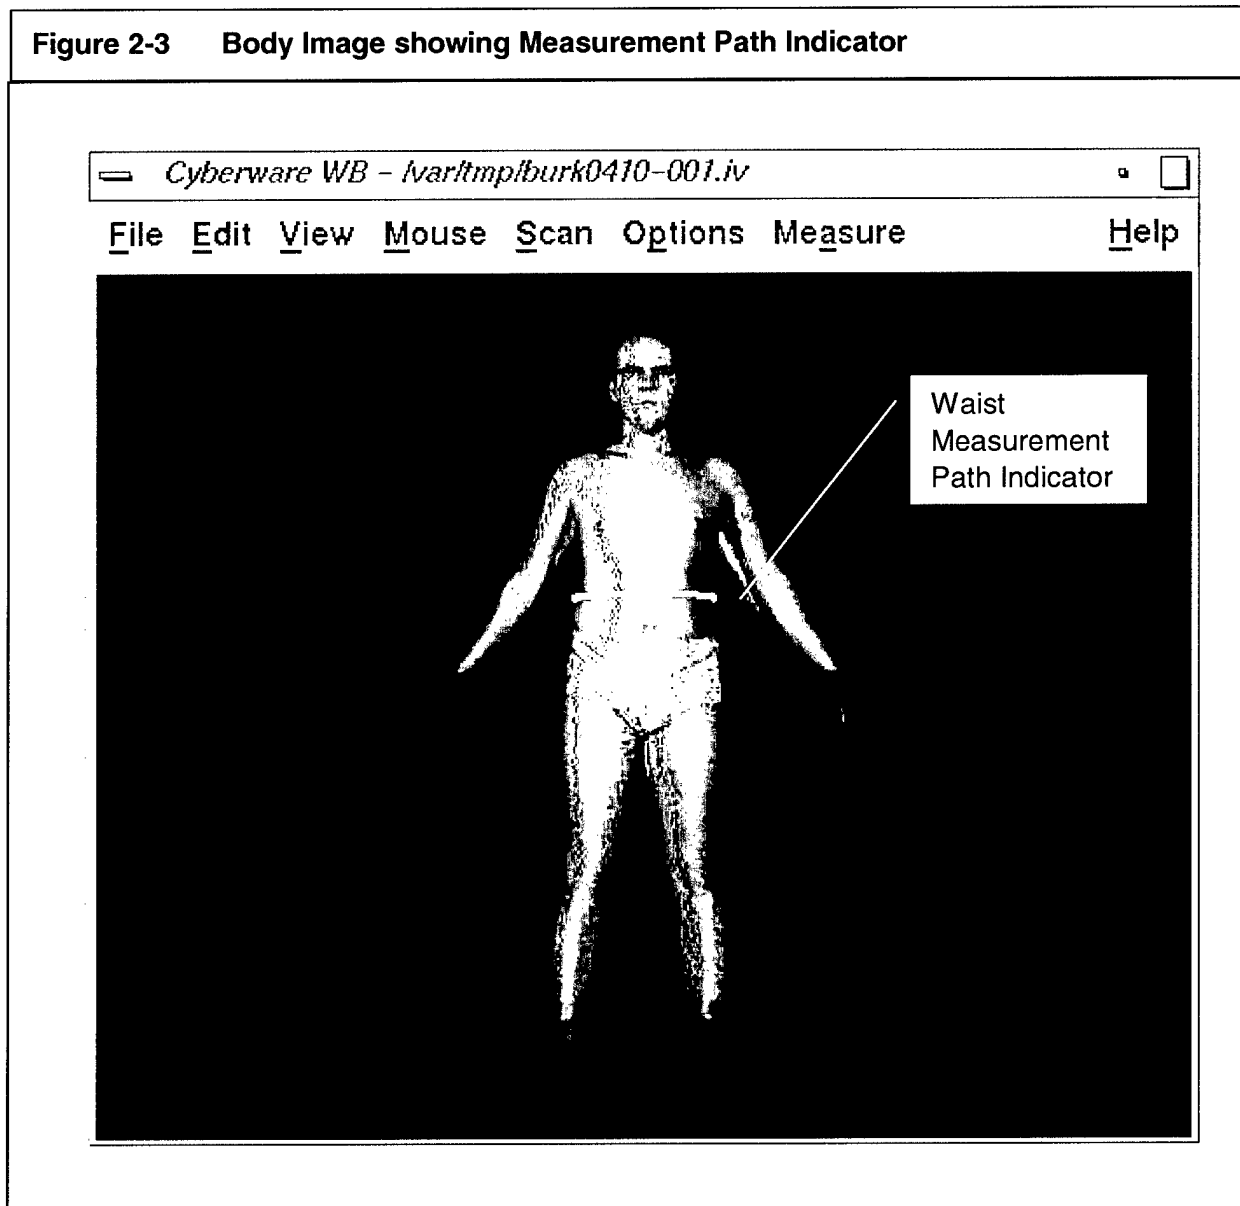 Figure 2-3 Body Image showing Measurement Path Indicator
Cyberware WB - /var/tmp/burk0410-001.iv
File Edit View Mouse Scan Options Measure Help
Waist
Measurement
Path Indicator